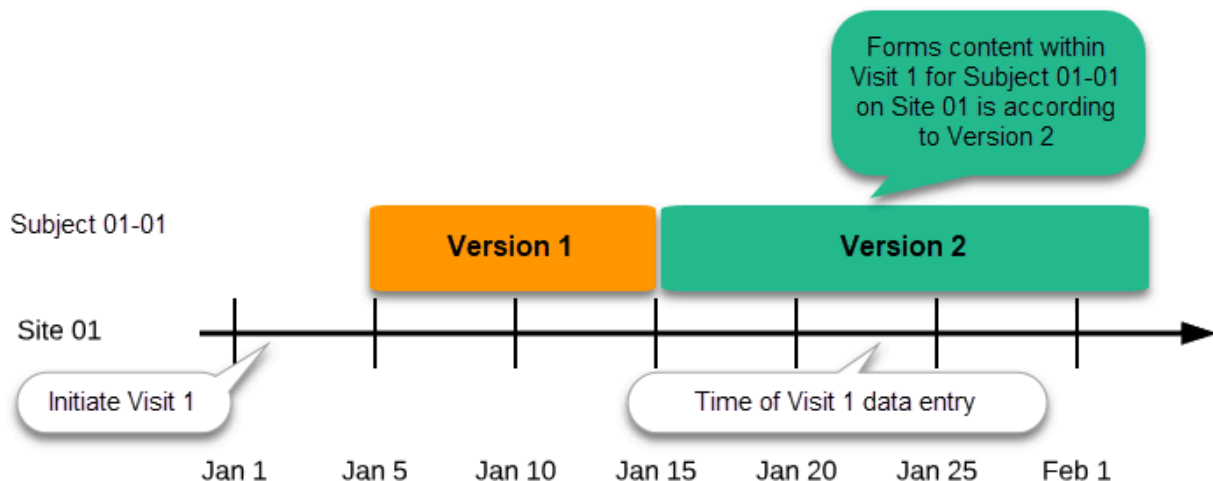 Forms content within
Visit 1 for Subject 01-01
on Site 01 is according
to Version 2
Subject 01-01
Version 1
Version 2
Site 01
Initiate Visit 1
Time of Visit 1 data entry
Jan 1
Jan 5
Jan 10
Jan 15
Jan 20
Jan 25
Feb 1